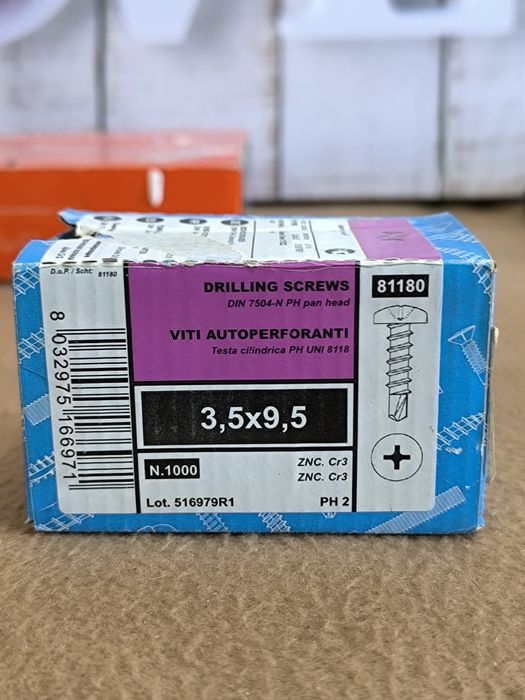 D.o.P. / Scht: 81180
DRILLING SCREWS
DIN 7504-N PH pan head
81180
VITI AUTOPERFORANTI
Testa cilindrica PH UNI 8118
3,5x9,5
N.1000
ZNC. Cr3
ZNC. Cr3
Lot. 516979R1
PH 2
8 032975 166971